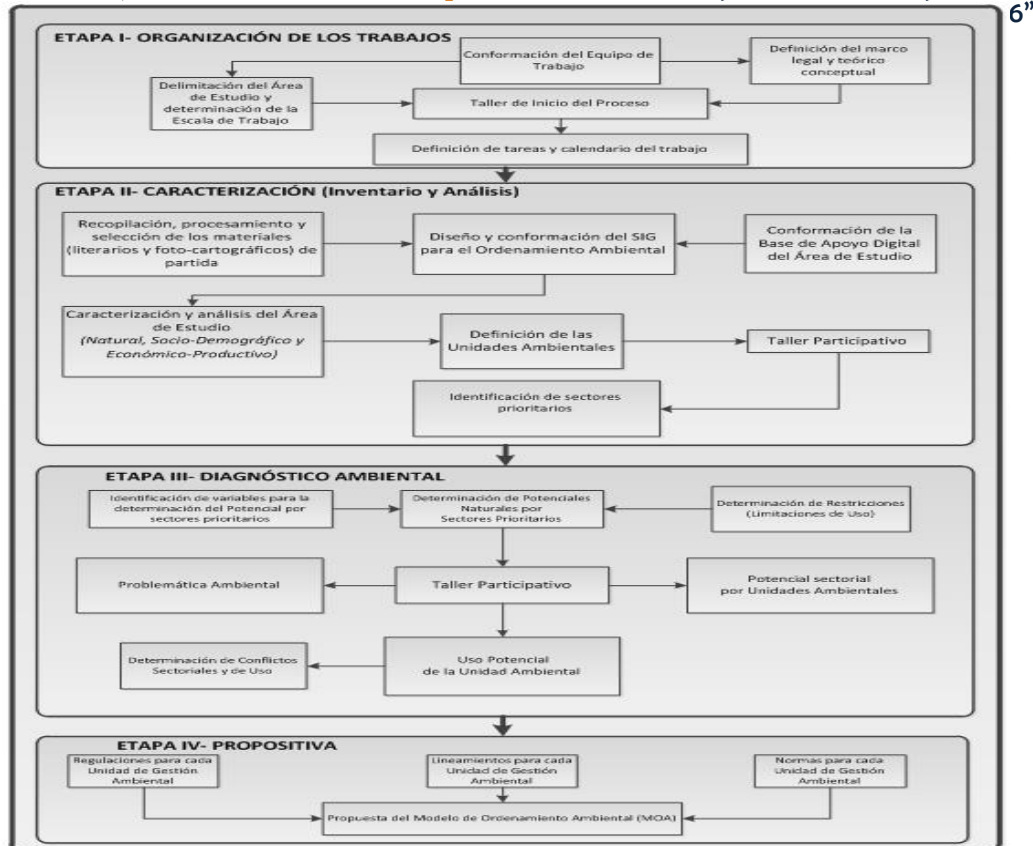 6”
ETAPA I- ORGANIZACIÓN DE LOS TRABAJOS
Conformación del Equipo de
Trabajo
Definición del marco
legal y teórico
conceptual
Delimitación del Área
de Estudio y
determinación de la
Escala de Trabajo
Taller de Inicio del Proceso
Definición de tareas y calendario del trabajo
ETAPA II- CARACTERIZACIÓN (Inventario y Análisis)
Recopilación, procesamiento y
selección de los materiales
(literarios y foto-cartográficos) de
partida
Diseño y conformación del SIG
para el Ordenamiento Ambiental
Conformación de la
Base de Apoyo Digital
del Área de Estudio
Caracterización y análisis del Área
de Estudio
(Natural, Socio-Demográfico y
Económico-Productivo)
Definición de las
Unidades Ambientales
Taller Participativo
Identificación de sectores
prioritarios
ETAPA III- DIAGNÓSTICO AMBIENTAL
Identificación de variables para la
determinación del Potencial por
sectores prioritarios
Determinación de Potenciales
Naturales por
Sectores Prioritarios
Determinación de Restricciones
(Limitaciones de Uso)
Problemática Ambiental
Taller Participativo
Potencial sectorial
por Unidades Ambientales
Determinación de Conflictos
Sectoriales y de Uso
Uso Potencial
de la Unidad Ambiental
ETAPA IV- PROPOSITIVA
Regulaciones para cada
Unidad de Gestión
Ambiental
Lineamientos para cada
Unidad de Gestión
Ambiental
Normas para cada
Unidad de Gestión
Ambiental
Propuesta del Modelo de Ordenamiento Ambiental (MOA)